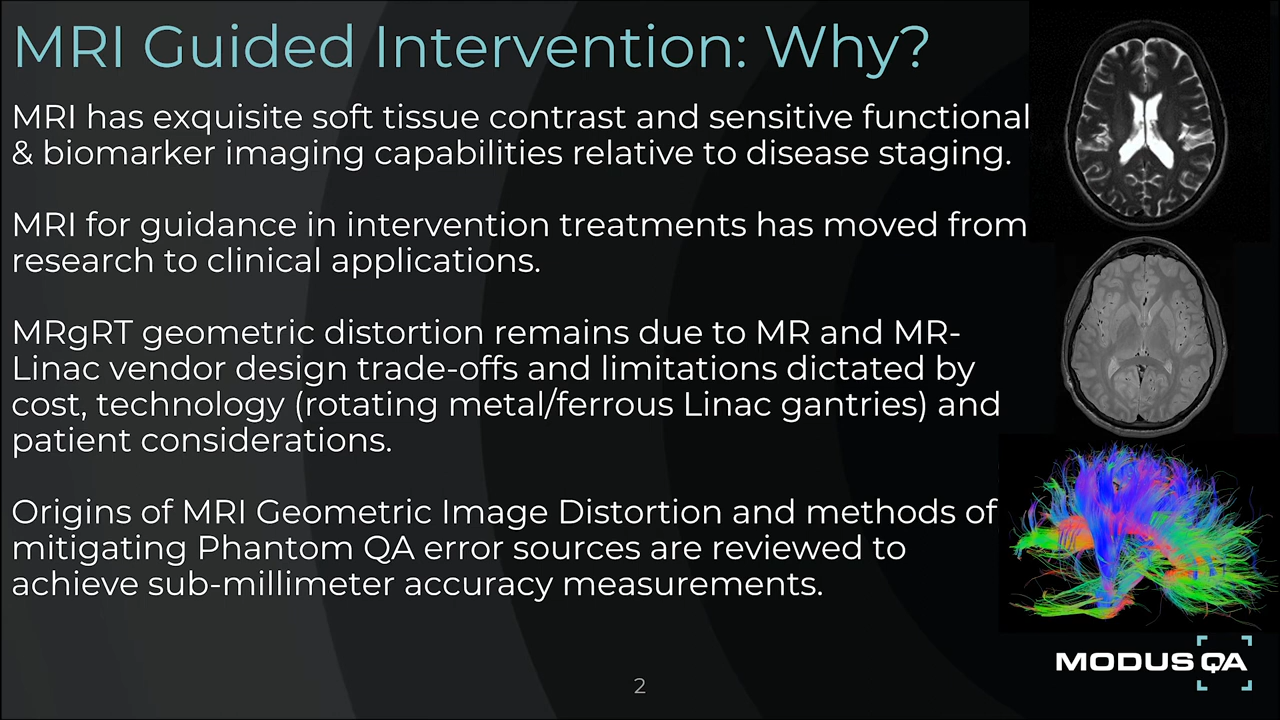 MRI Guided Intervention: Why?
MRI has exquisite soft tissue contrast and sensitive functional
& biomarker imaging capabilities relative to disease staging.
MRI for guidance in intervention treatments has moved from
research to clinical applications.
MRgRT geometric distortion remains due to MR and MR-
Linac vendor design trade-offs and limitations dictated by
cost, technology (rotating metal/ferrous Linac gantries) and
patient considerations.
Origins of MRI Geometric Image Distortion and methods of
mitigating Phantom QA error sources are reviewed to
achieve sub-millimeter accuracy measurements.
MODUS QA
2